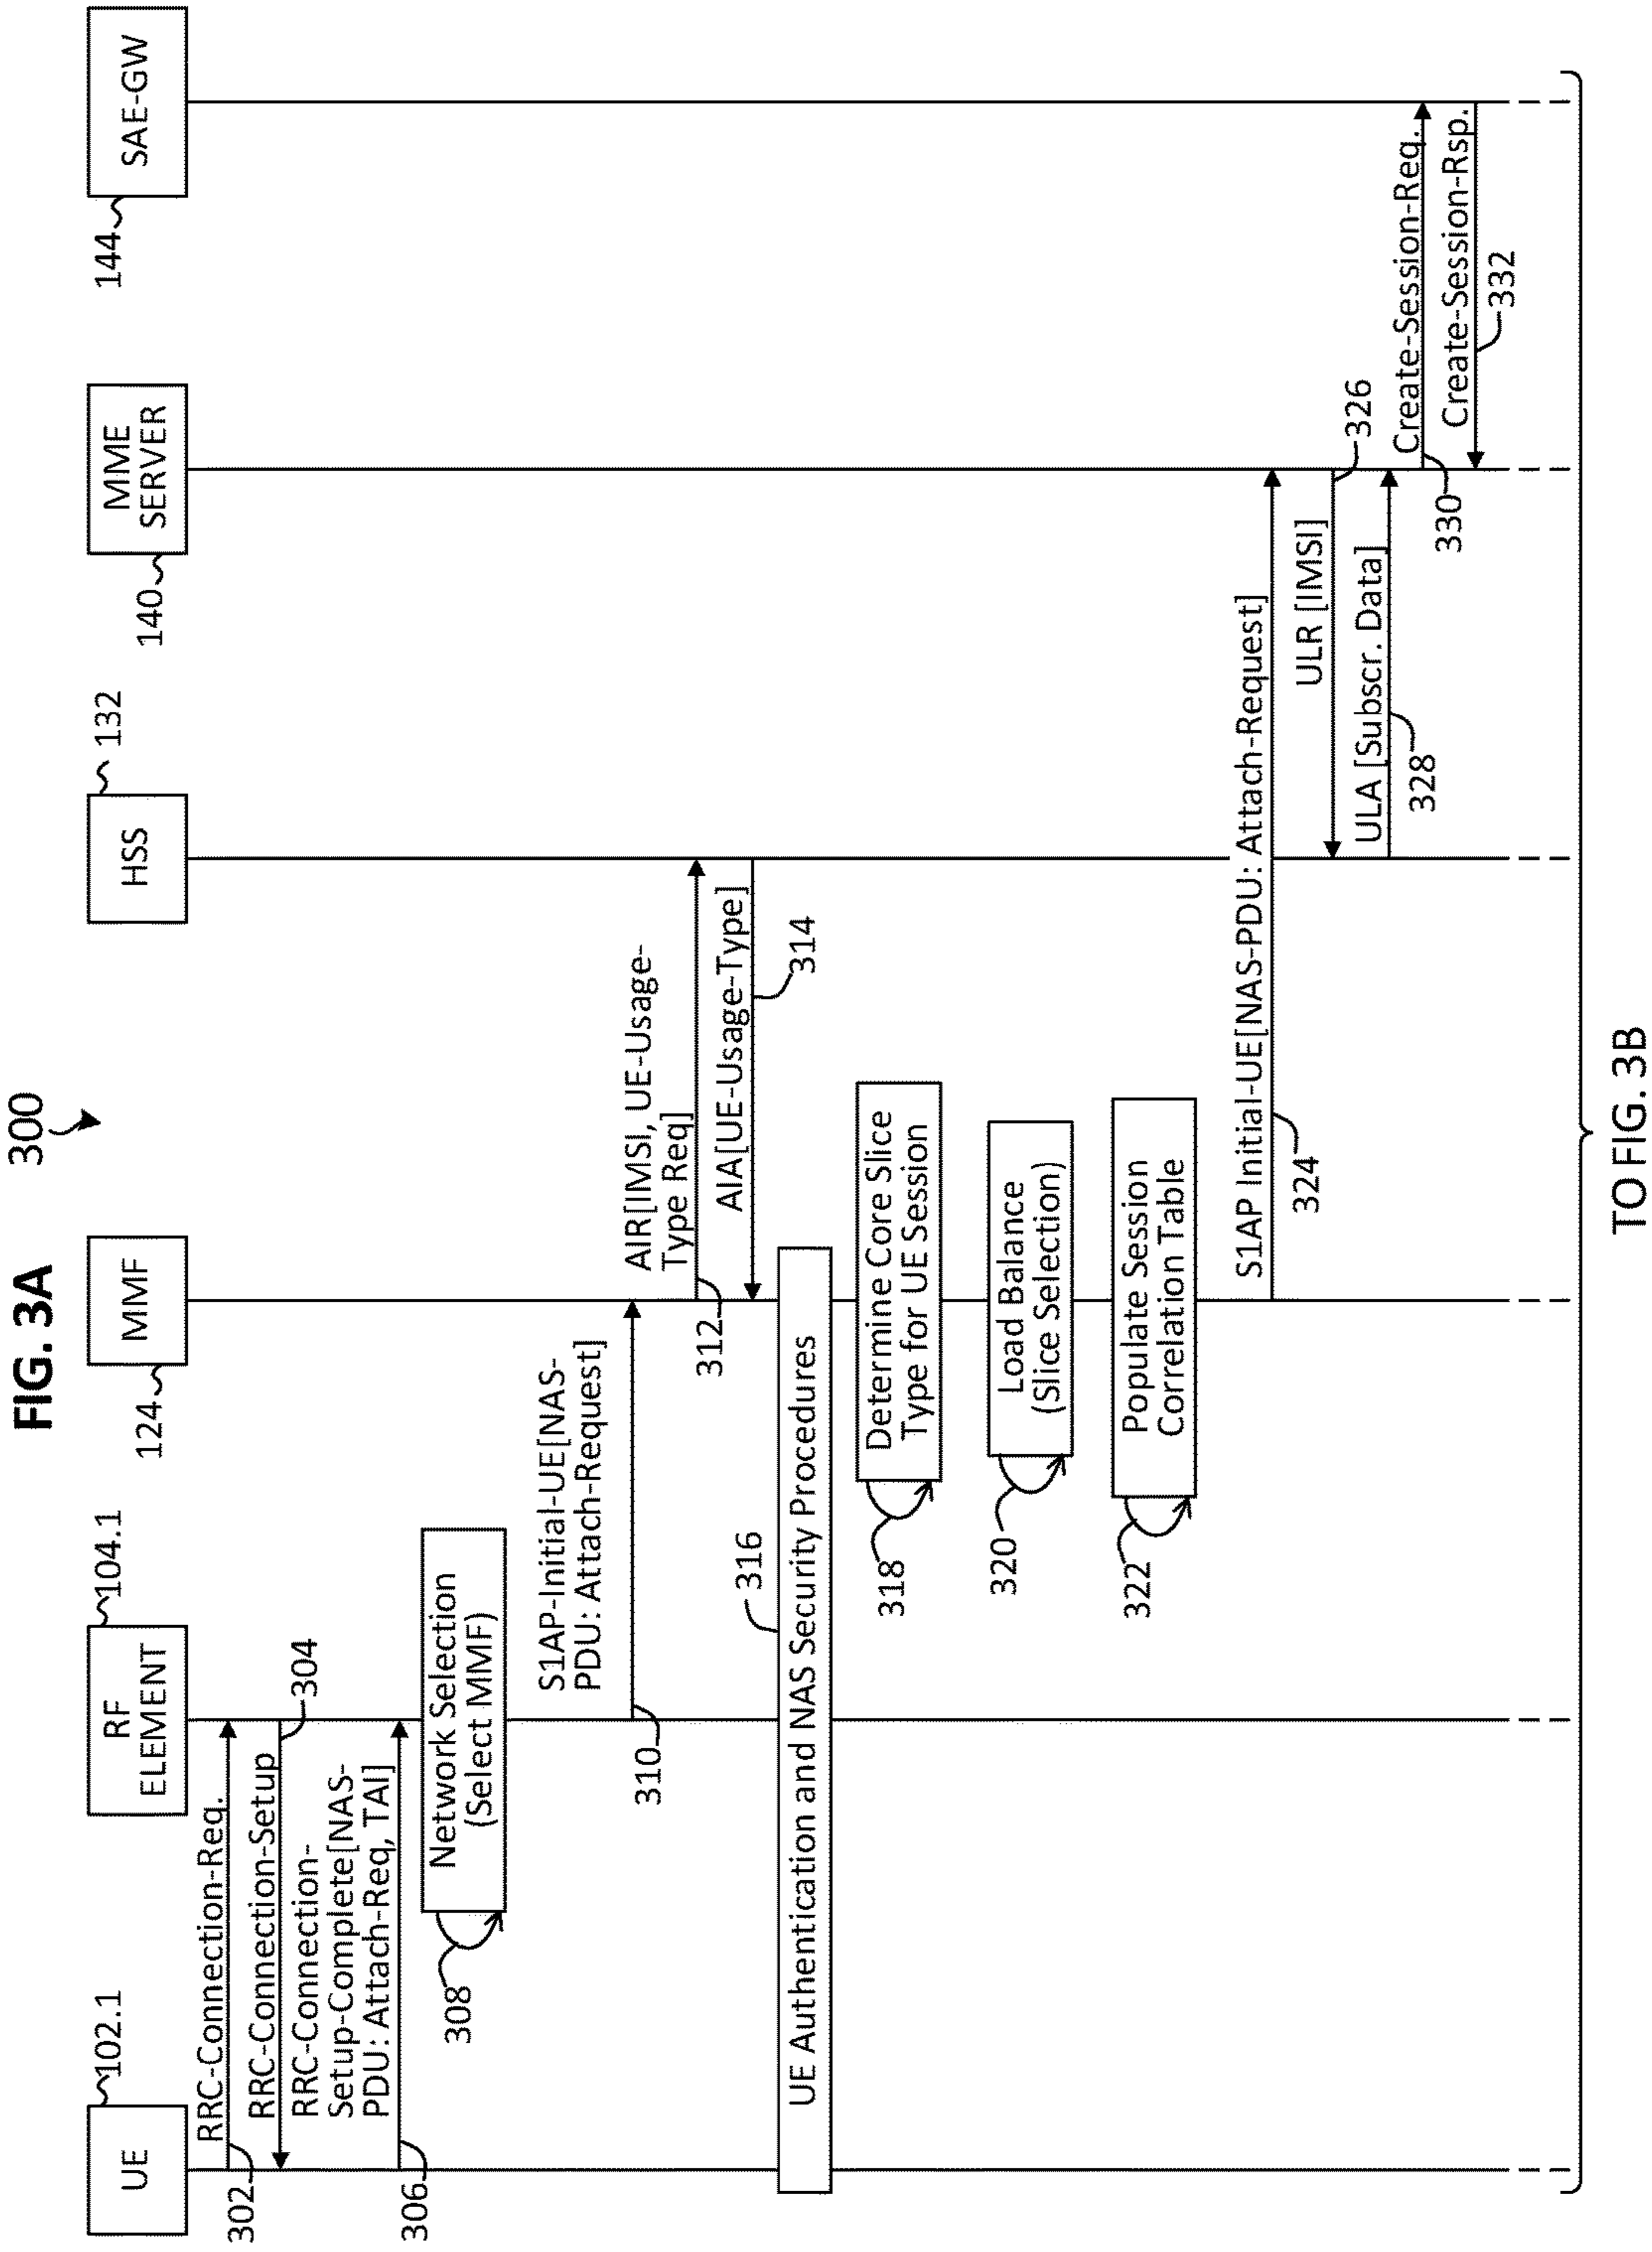 FIG. 3A
300
UE
102.1
RF
ELEMENT
104.1
MMF
124
HSS
132
MME
SERVER
140
SAE-GW
144
RRC-Connection-Req.
302
RRC-Connection-Setup
304
RRC-Connection-
Setup-Complete[NAS-
PDU: Attach-Req, TAI]
306
Network Selection
(Select MMF)
308
S1AP-Initial-UE[NAS-
PDU: Attach-Request]
310
AIR[IMSI, UE-Usage-
Type Req]
312
AIA[UE-Usage-Type]
314
UE Authentication and NAS Security Procedures
316
Determine Core Slice
Type for UE Session
318
Load Balance
(Slice Selection)
320
Populate Session
Correlation Table
322
S1AP Initial-UE[NAS-PDU: Attach-Request]
324
ULR [IMSI]
326
ULA [Subscr. Data]
328
Create-Session-Req.
330
Create-Session-Rsp.
332
TO FIG. 3B